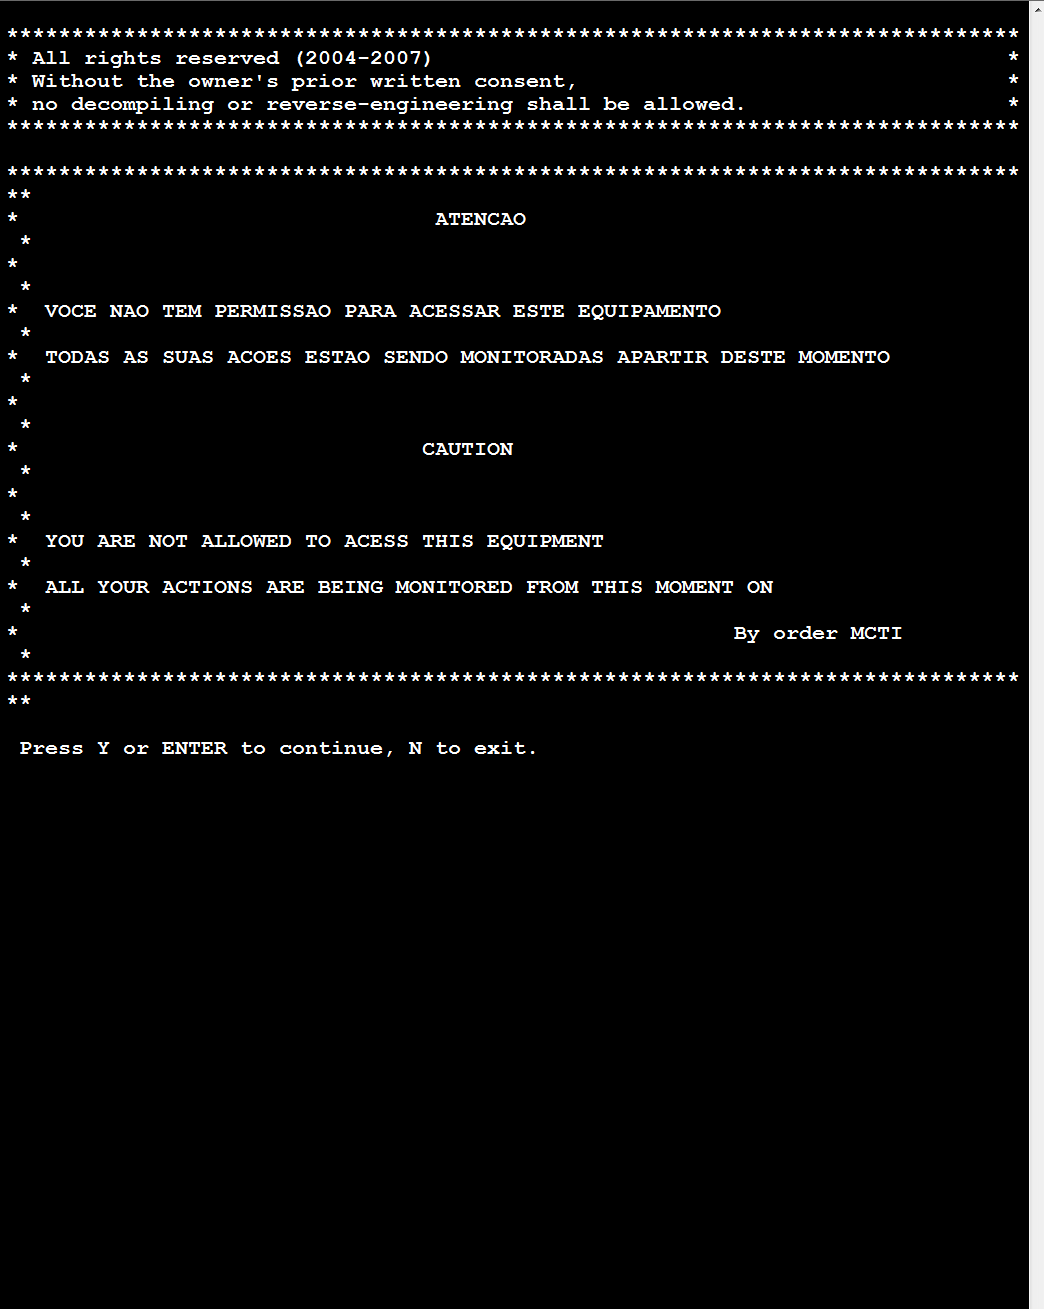 ******************************************************************************
* All rights reserved (2004-2007)                                            *
* Without the owner's prior written consent,                                 *
* no decompiling or reverse-engineering shall be allowed.                    *
******************************************************************************

******************************************************************************
**
*                                ATENCAO
 *
*
 *
*  VOCE NAO TEM PERMISSAO PARA ACESSAR ESTE EQUIPAMENTO
 *
*  TODAS AS SUAS ACOES ESTAO SENDO MONITORADAS APARTIR DESTE MOMENTO
 *
*
 *
*                               CAUTION
 *
*
 *
*  YOU ARE NOT ALLOWED TO ACESS THIS EQUIPMENT
 *
*  ALL YOUR ACTIONS ARE BEING MONITORED FROM THIS MOMENT ON
 *
*                                                       By order MCTI
 *
******************************************************************************
**

 Press Y or ENTER to continue, N to exit.